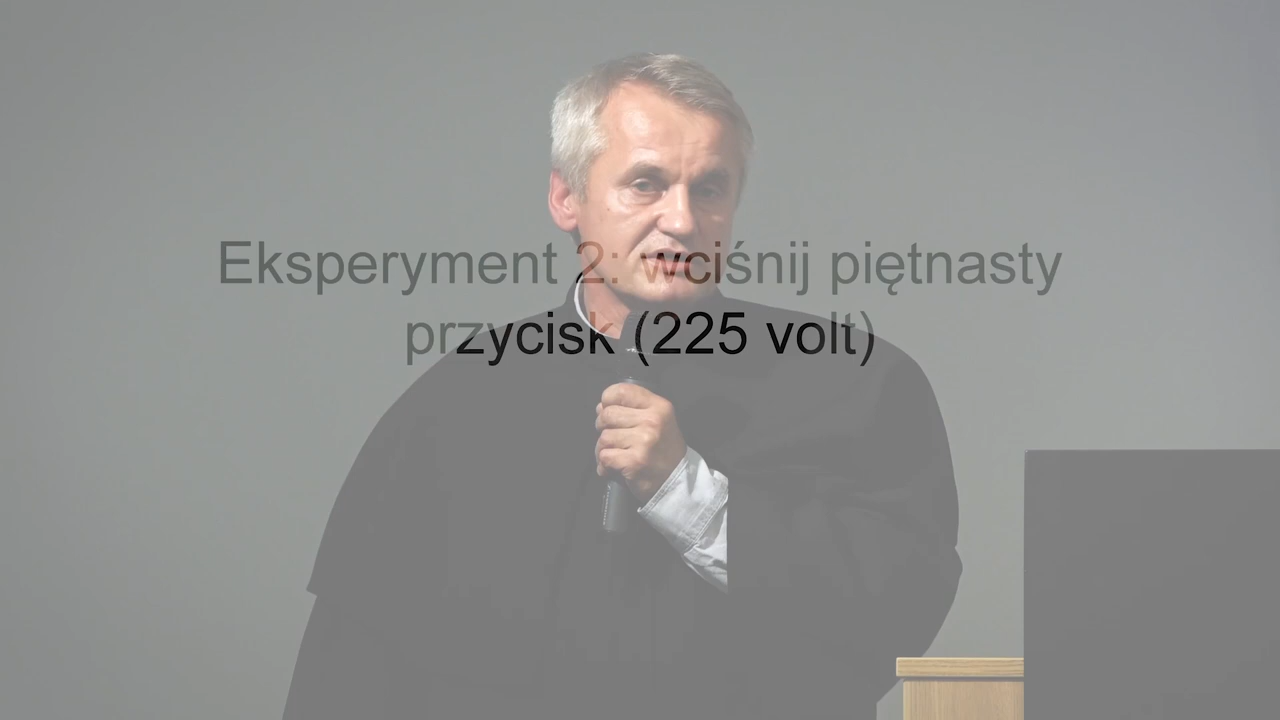 Eksperyment 2: wciśnij piętnasty
przycisk (225 volt)